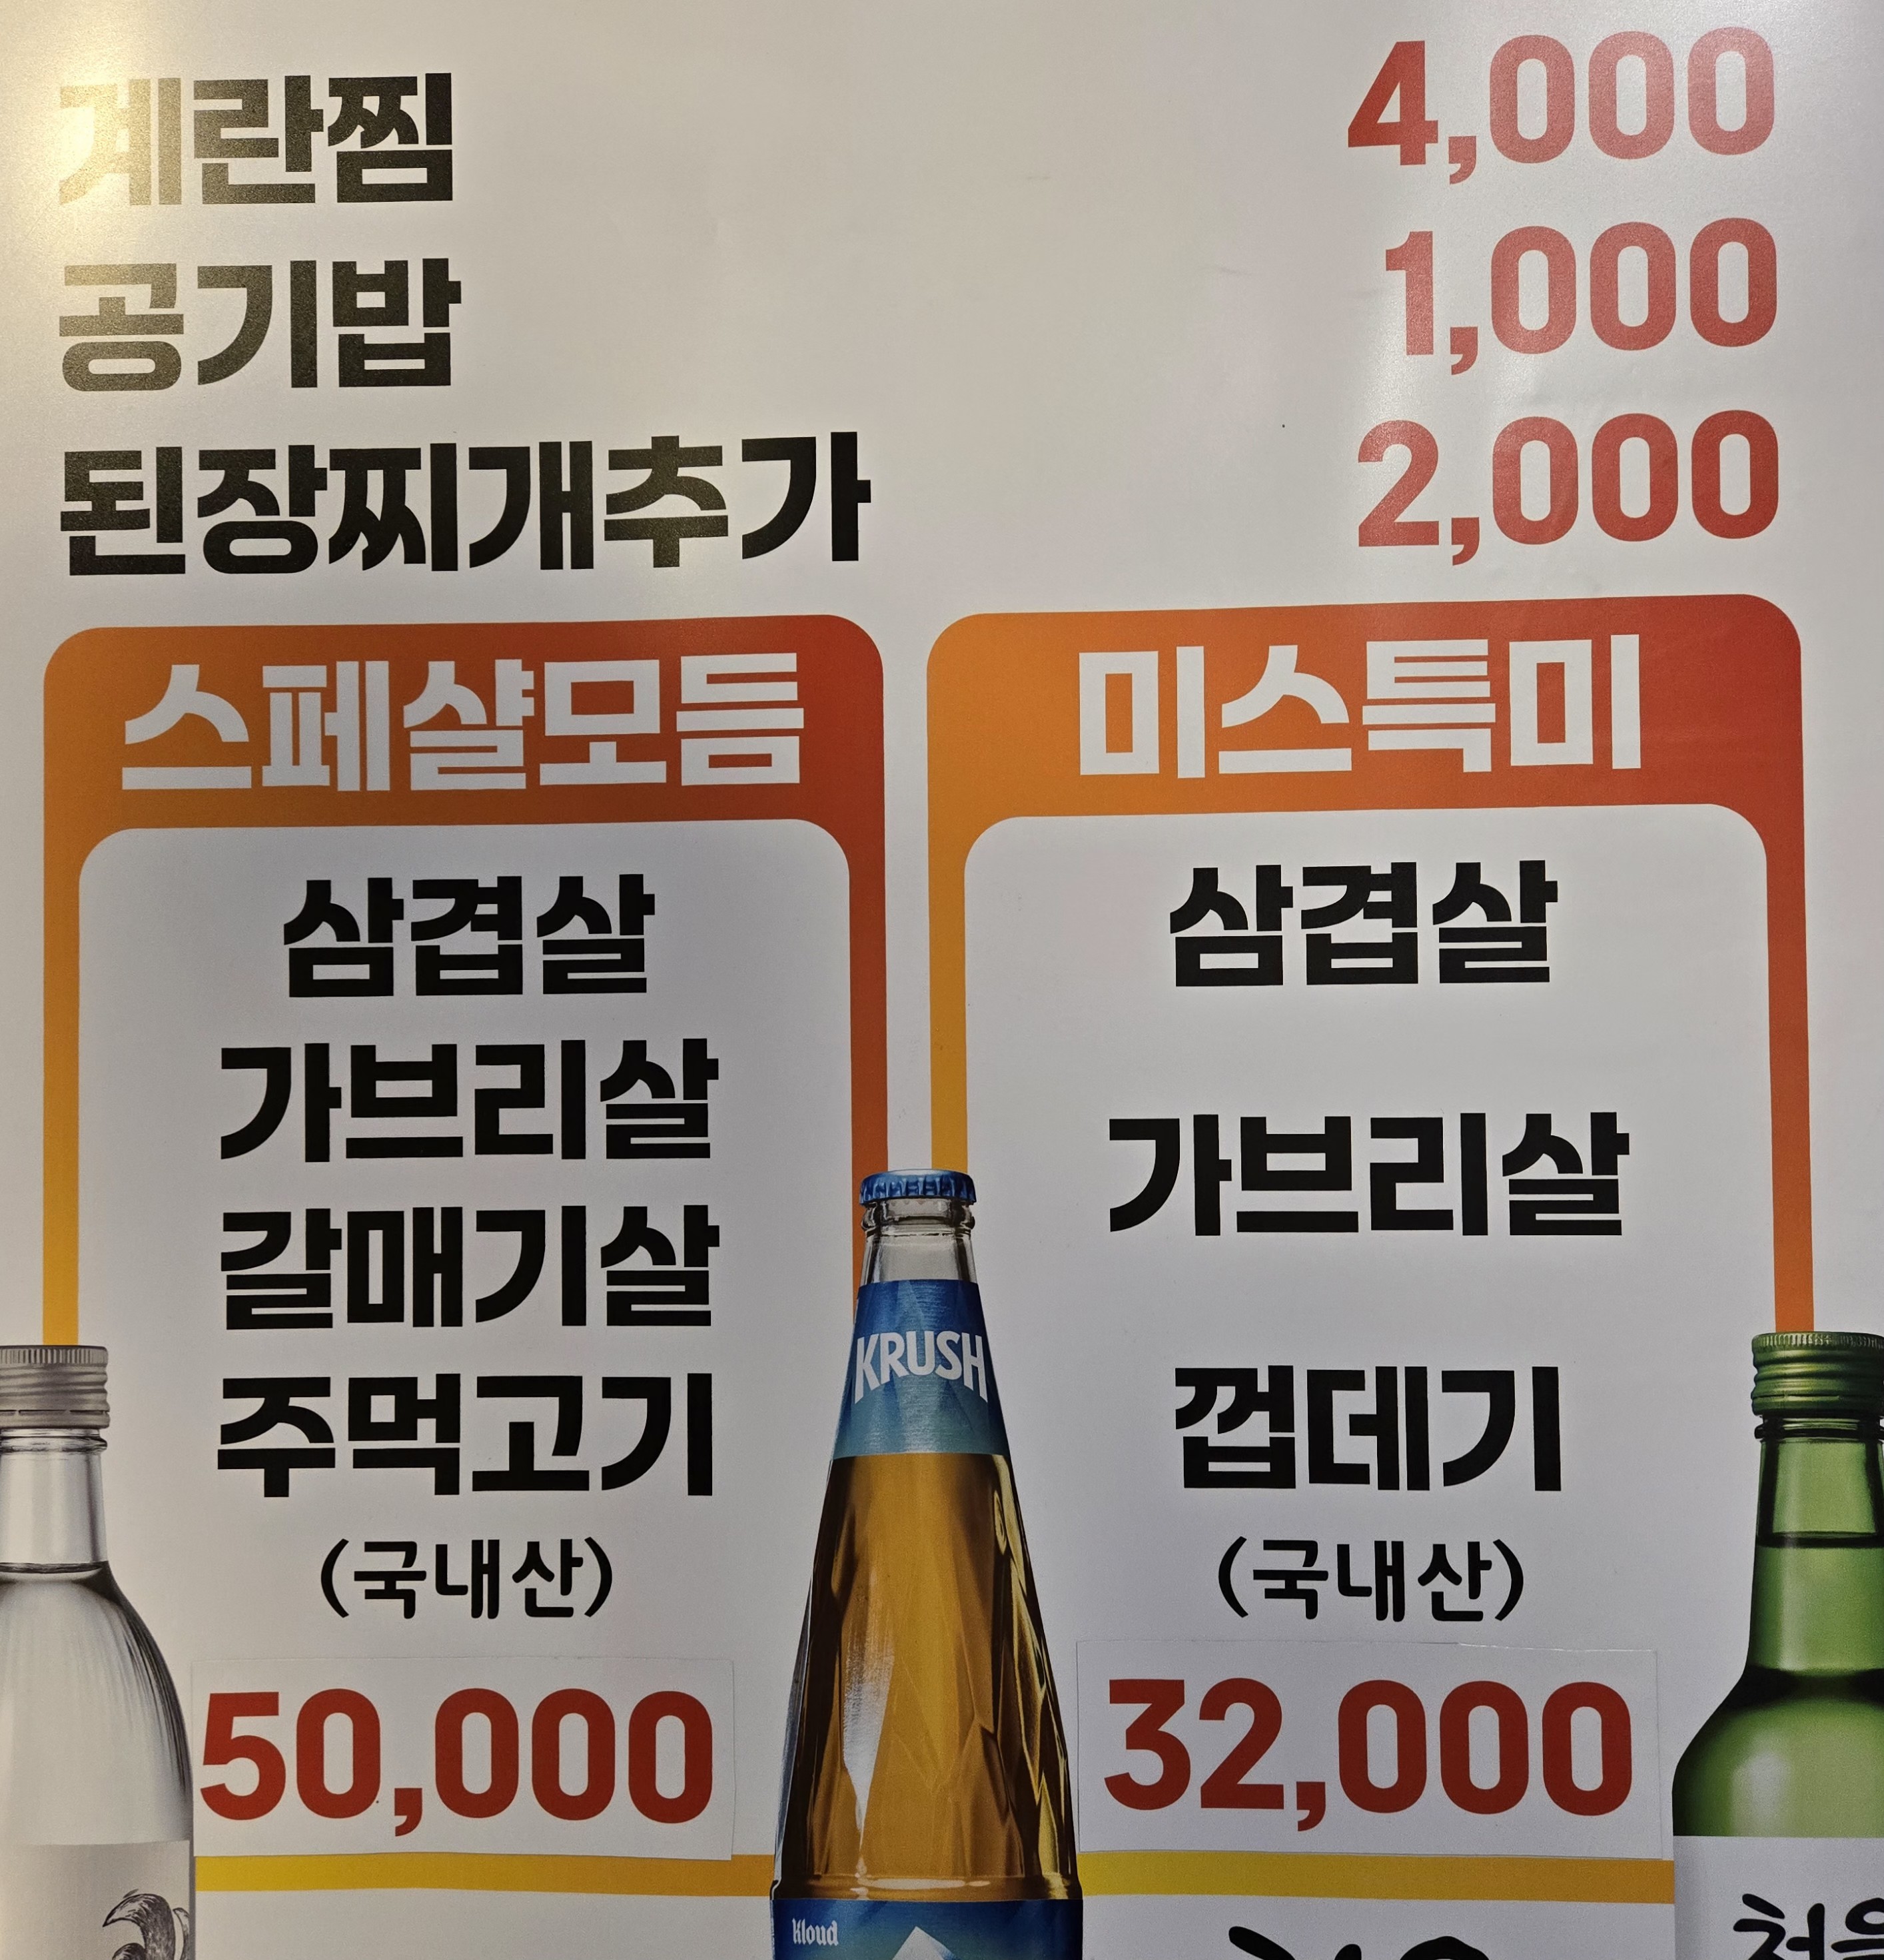 계란찜 4,000
공기밥 1,000
된장찌개추가 2,000
스페샬모듬
삼겹살
가브리살
갈매기살
주먹고기
(국내산)
50,000
미스특미
삼겹살
가브리살
껍데기
(국내산)
32,000
KRUSH
Kloud
처음